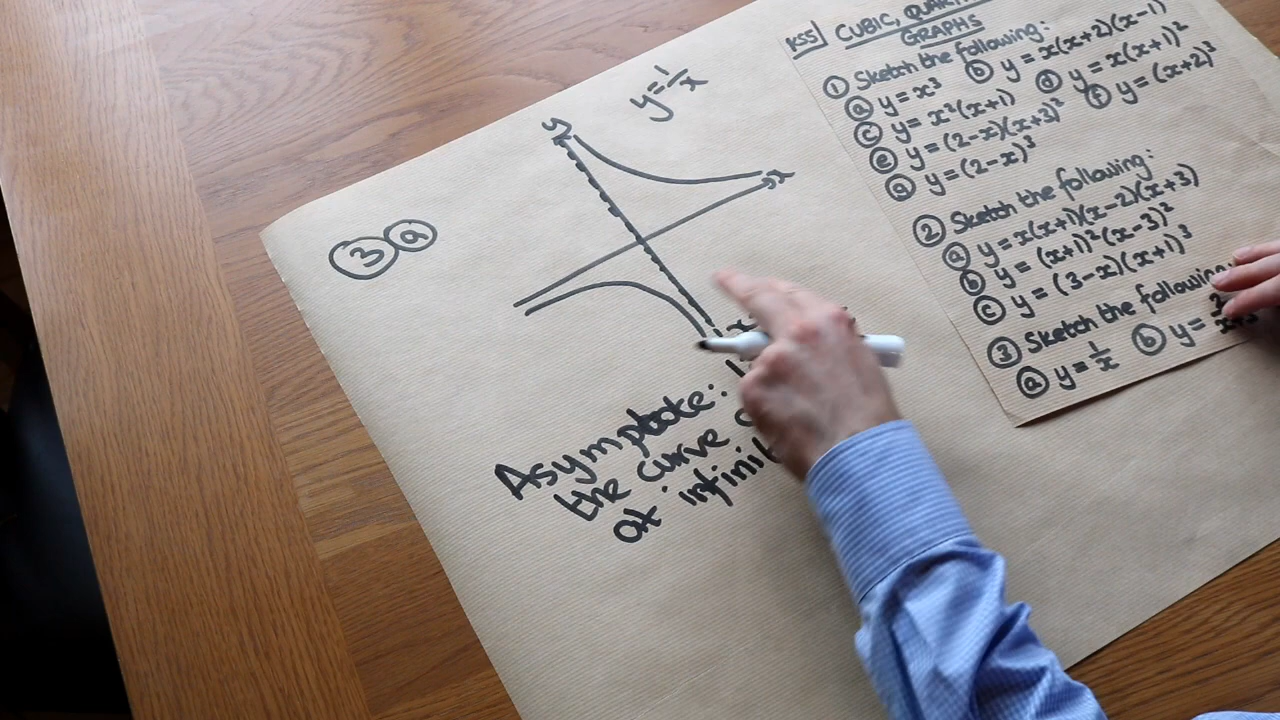 3 a
y = 1/x
y
x
x
Asymptote:
the curve
at infinit
KS5 CUBIC,
GRAPHS
1 Sketch the following:
a y = x³ b y = x(x+2)(x-1)
c y = x²(x+1) d y = x(x+1)²
e y = (2-x)(x+3)² f y = (x+2)³
g y = (2-x)³
2 Sketch the following:
a y = x(x+1)(x-2)(x+3)
b y = (x+1)²(x-3)²
c y = (3-x)(x+1)³
3 Sketch the following:
a y = 1/x b y =